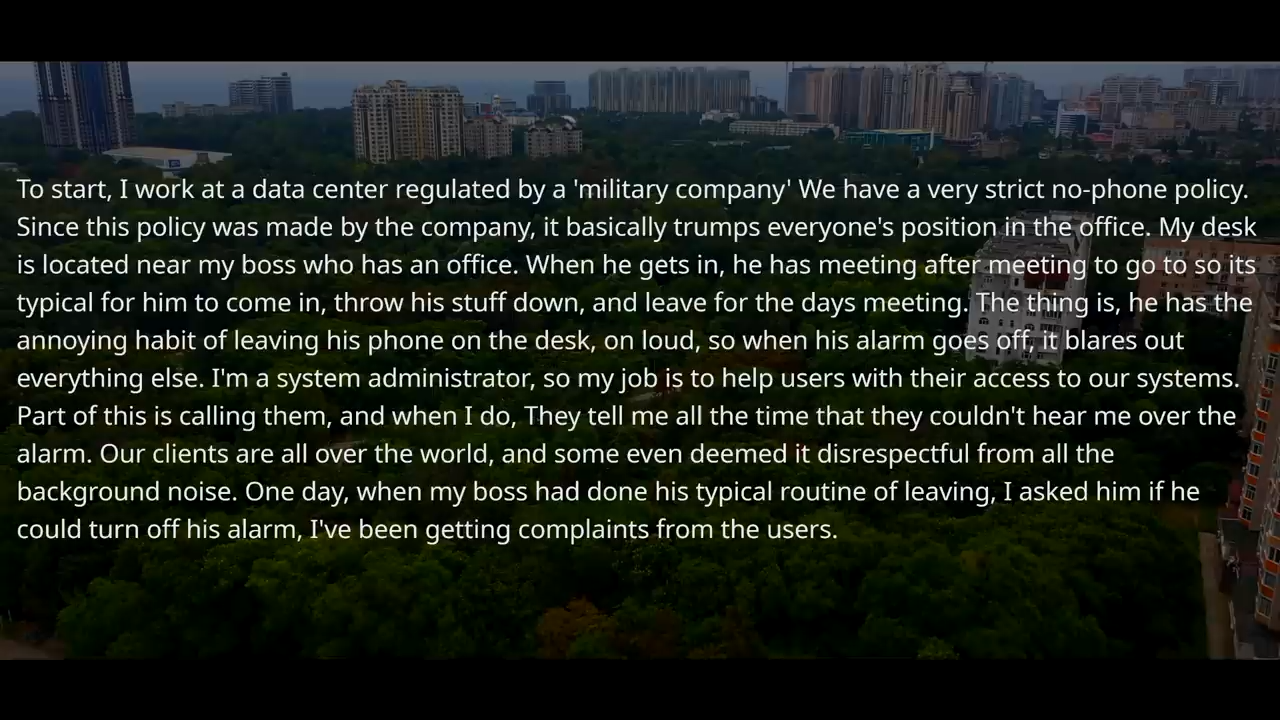 To start, I work at a data center regulated by a 'military company' We have a very strict no-phone policy.
Since this policy was made by the company, it basically trumps everyone's position in the office. My desk
is located near my boss who has an office. When he gets in, he has meeting after meeting to go to so its
typical for him to come in, throw his stuff down, and leave for the days meeting. The thing is, he has the
annoying habit of leaving his phone on the desk, on loud, so when his alarm goes off, it blares out
everything else. I'm a system administrator, so my job is to help users with their access to our systems.
Part of this is calling them, and when I do, They tell me all the time that they couldn't hear me over the
alarm. Our clients are all over the world, and some even deemed it disrespectful from all the
background noise. One day, when my boss had done his typical routine of leaving, I asked him if he
could turn off his alarm, I've been getting complaints from the users.